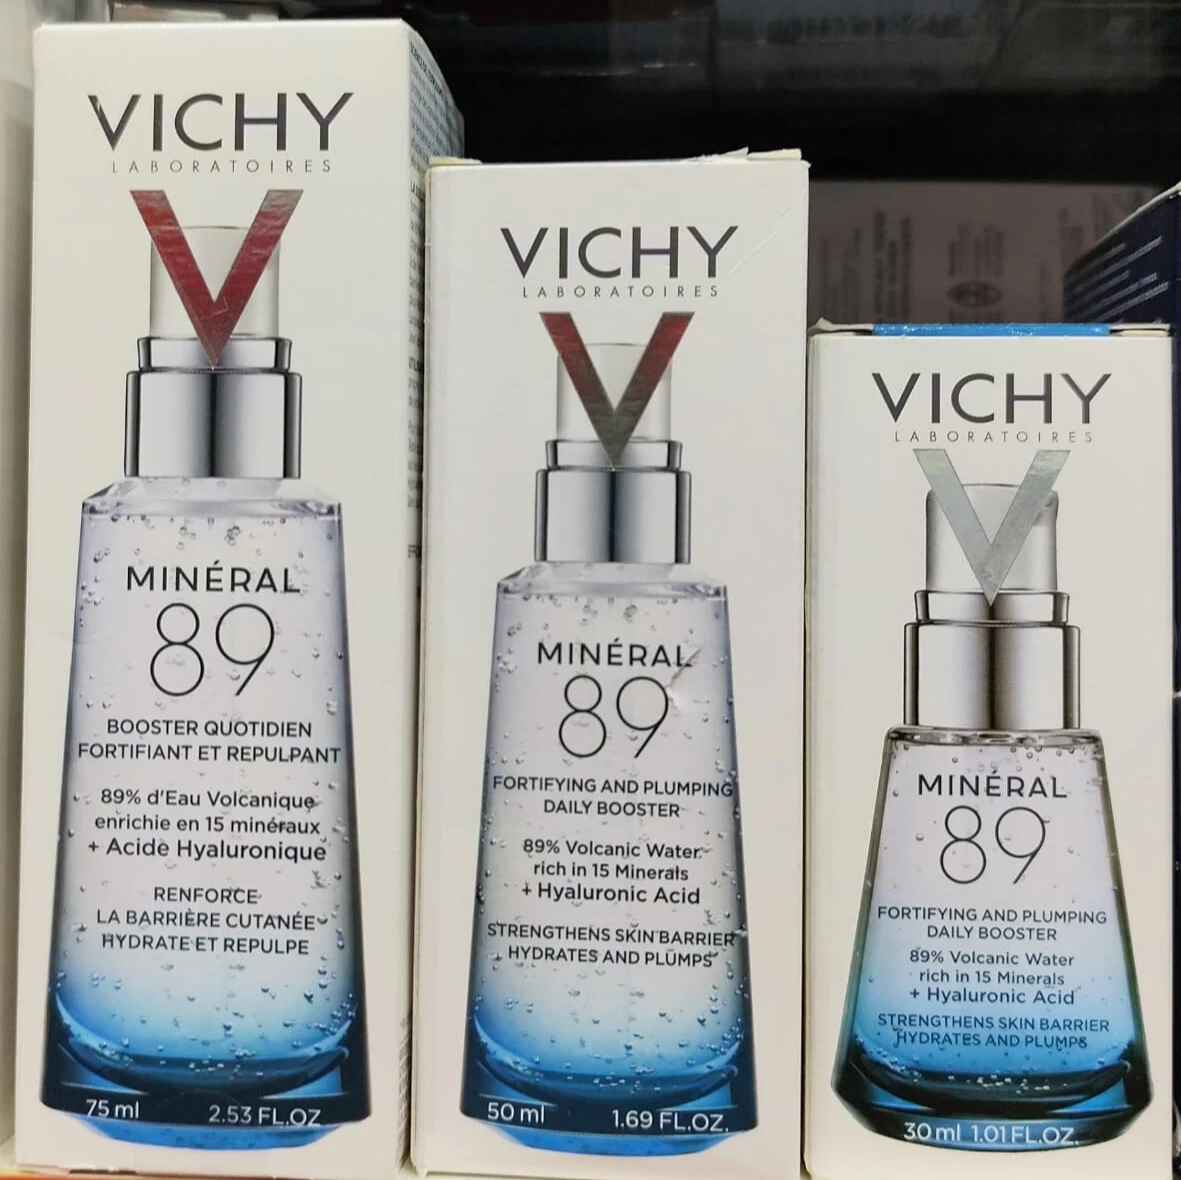 VICHY
LABORATOIRES
MINÉRAL
89
BOOSTER QUOTIDIEN
FORTIFIANT ET REPULPANT
89% d'Eau Volcanique
enrichie en 15 minéraux
+ Acide Hyaluronique
RENFORCE
LA BARRIÈRE CUTANÉE
HYDRATE ET REPULPE
75 ml 2.53 FL.OZ
VICHY
LABORATOIRES
MINÉRAL
89
FORTIFYING AND PLUMPING
DAILY BOOSTER
89% Volcanic Water
rich in 15 Minerals
+ Hyaluronic Acid
STRENGTHENS SKIN BARRIER
HYDRATES AND PLUMPS
50 ml 1.69 FL.OZ.
VICHY
LABORATOIRES
MINÉRAL
89
FORTIFYING AND PLUMPING
DAILY BOOSTER
89% Volcanic Water
rich in 15 Minerals
+ Hyaluronic Acid
STRENGTHENS SKIN BARRIER
HYDRATES AND PLUMPS
30 ml 1.01 FL.OZ.